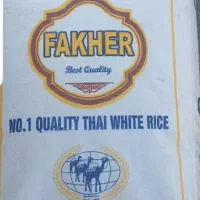 FAKHER
Best Quality
NO.1 QUALITY THAI WHITE RICE